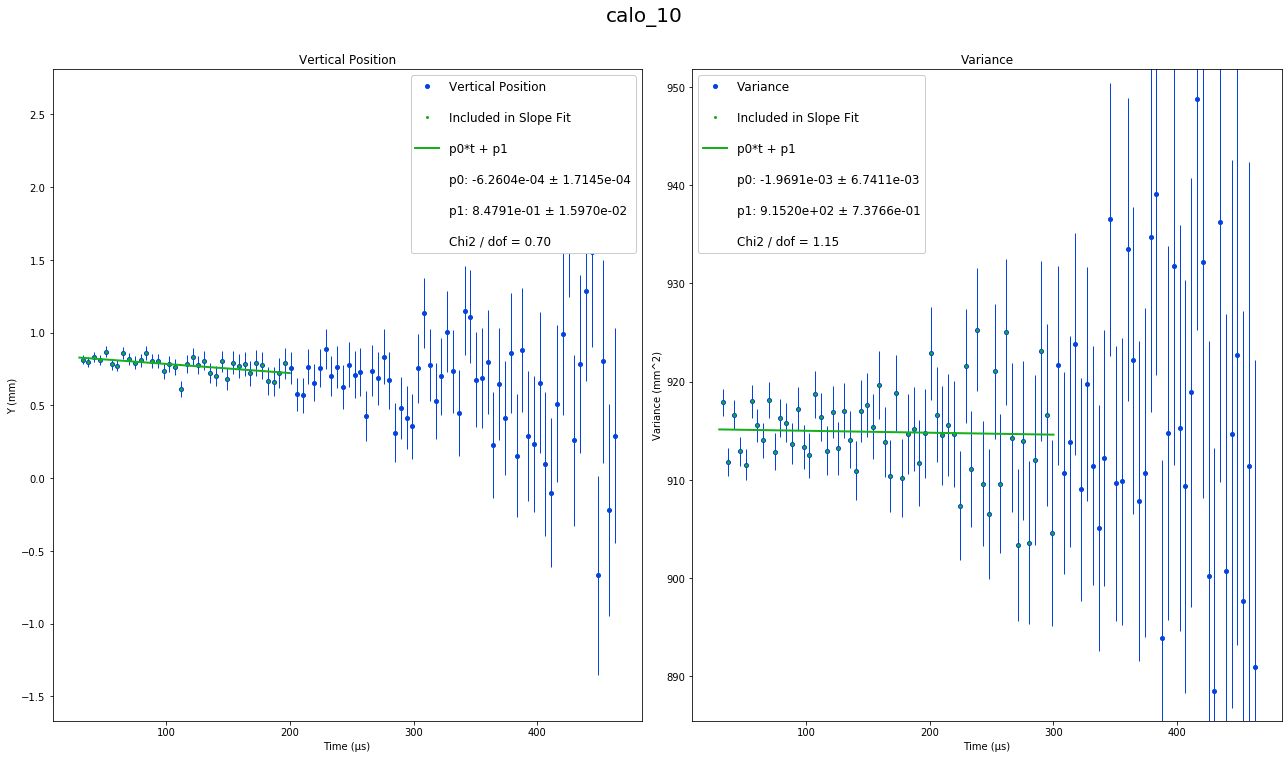 calo_10
Vertical Position
Vertical Position
Included in Slope Fit
p0*t + p1
p0: -6.2604e-04 ± 1.7145e-04
p1: 8.4791e-01 ± 1.5970e-02
Chi2 / dof = 0.70
2.5
2.0
1.5
1.0
0.5
0.0
−0.5
−1.0
−1.5
Y (mm)
100
200
300
400
Time (μs)
Variance
Variance
Included in Slope Fit
p0*t + p1
p0: -1.9691e-03 ± 6.7411e-03
p1: 9.1520e+02 ± 7.3766e-01
Chi2 / dof = 1.15
950
940
930
920
910
900
890
Variance (mm^2)
100
200
300
400
Time (μs)